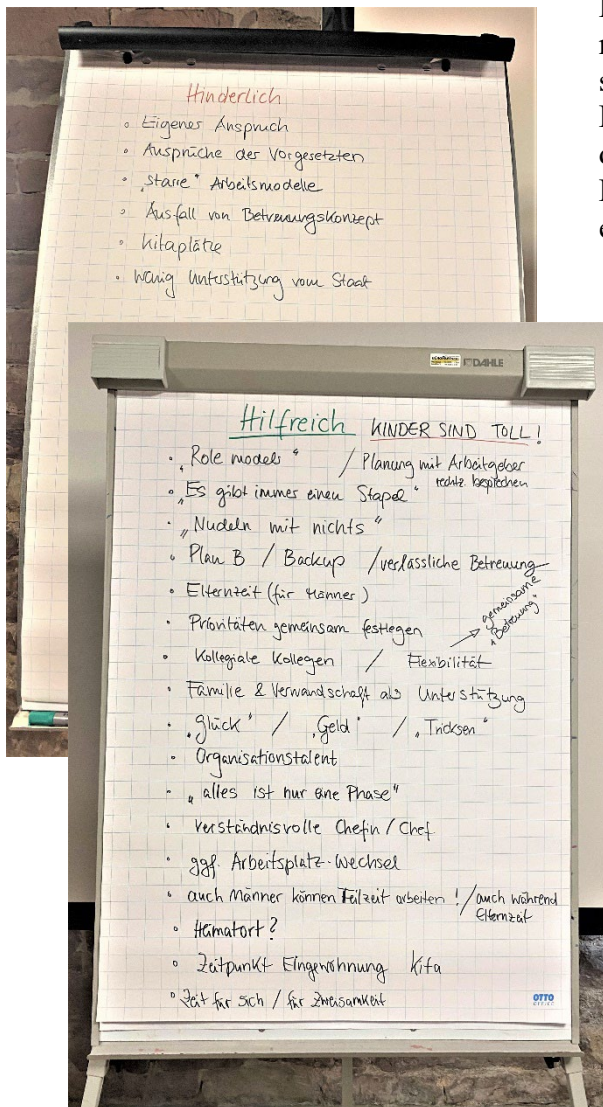 Hinderlich
• Eigener Anspruch
• Ansprüche der Vorgesetzten
• „starre“ Arbeitsmodelle
• Ausfall von Betreuungskonzept
• Kitaplätze
• wenig Unterstützung vom Staat
DAHLE
Hilfreich KINDER SIND TOLL!
• „Role models“ / Planung mit Arbeitgeber
rechtz. besprechen
• „Es gibt immer einen Stapel“
• „Nudeln mit nichts“
• Plan B / Backup / verlässliche Betreuung
• Elternzeit (für Männer)
• Prioritäten gemeinsam festlegen
• Kollegiale Kollegen / Flexibilität → gemeinsame
„Betreuung“
• Familie & Verwandschaft als Unterstützung
• „Glück“ / „Geld“ / „Tricksen“
• Organisationstalent
• „alles ist nur eine Phase“
• verständnisvolle Chefin / Chef
• ggf. Arbeitsplatz-Wechsel
• auch Männer können Teilzeit arbeiten! / auch während
Elternzeit
• Heimatort?
• Zeitpunkt Eingewöhnung Kita
• Zeit für sich / für Zweisamkeit
OTTO
OFFICE